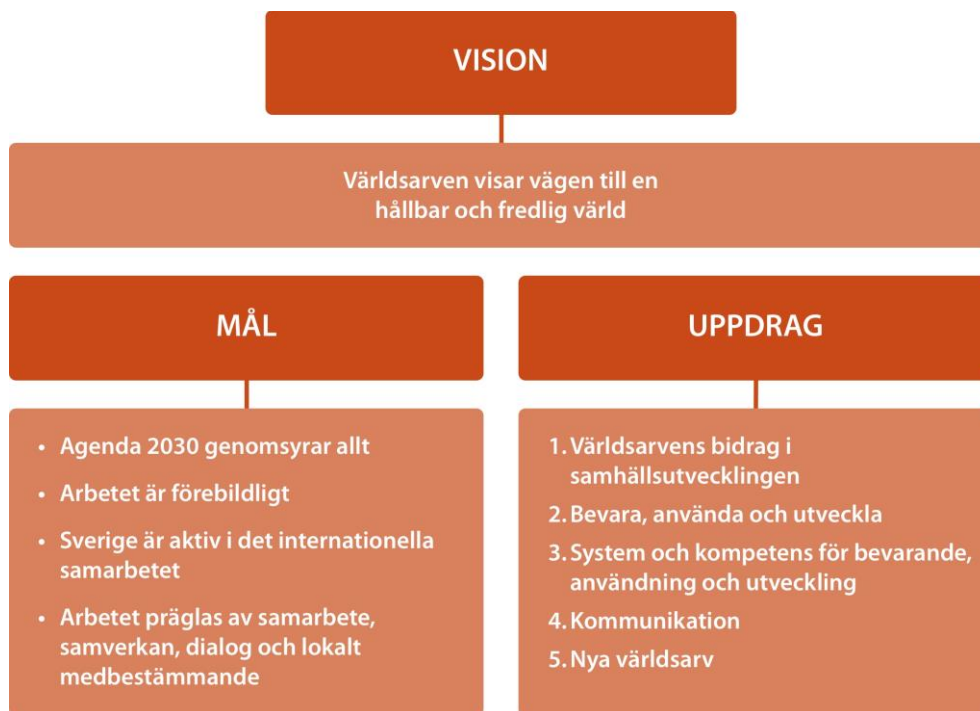 VISION
Världsarven visar vägen till en
hållbar och fredlig värld
MÅL
• Agenda 2030 genomsyrar allt
• Arbetet är förebildligt
• Sverige är aktiv i det internationella
samarbetet
• Arbetet präglas av samarbete,
samverkan, dialog och lokalt
medbestämmande
UPPDRAG
1. Världsarvens bidrag i
samhällsutvecklingen
2. Bevara, använda och utveckla
3. System och kompetens för bevarande,
användning och utveckling
4. Kommunikation
5. Nya världsarv